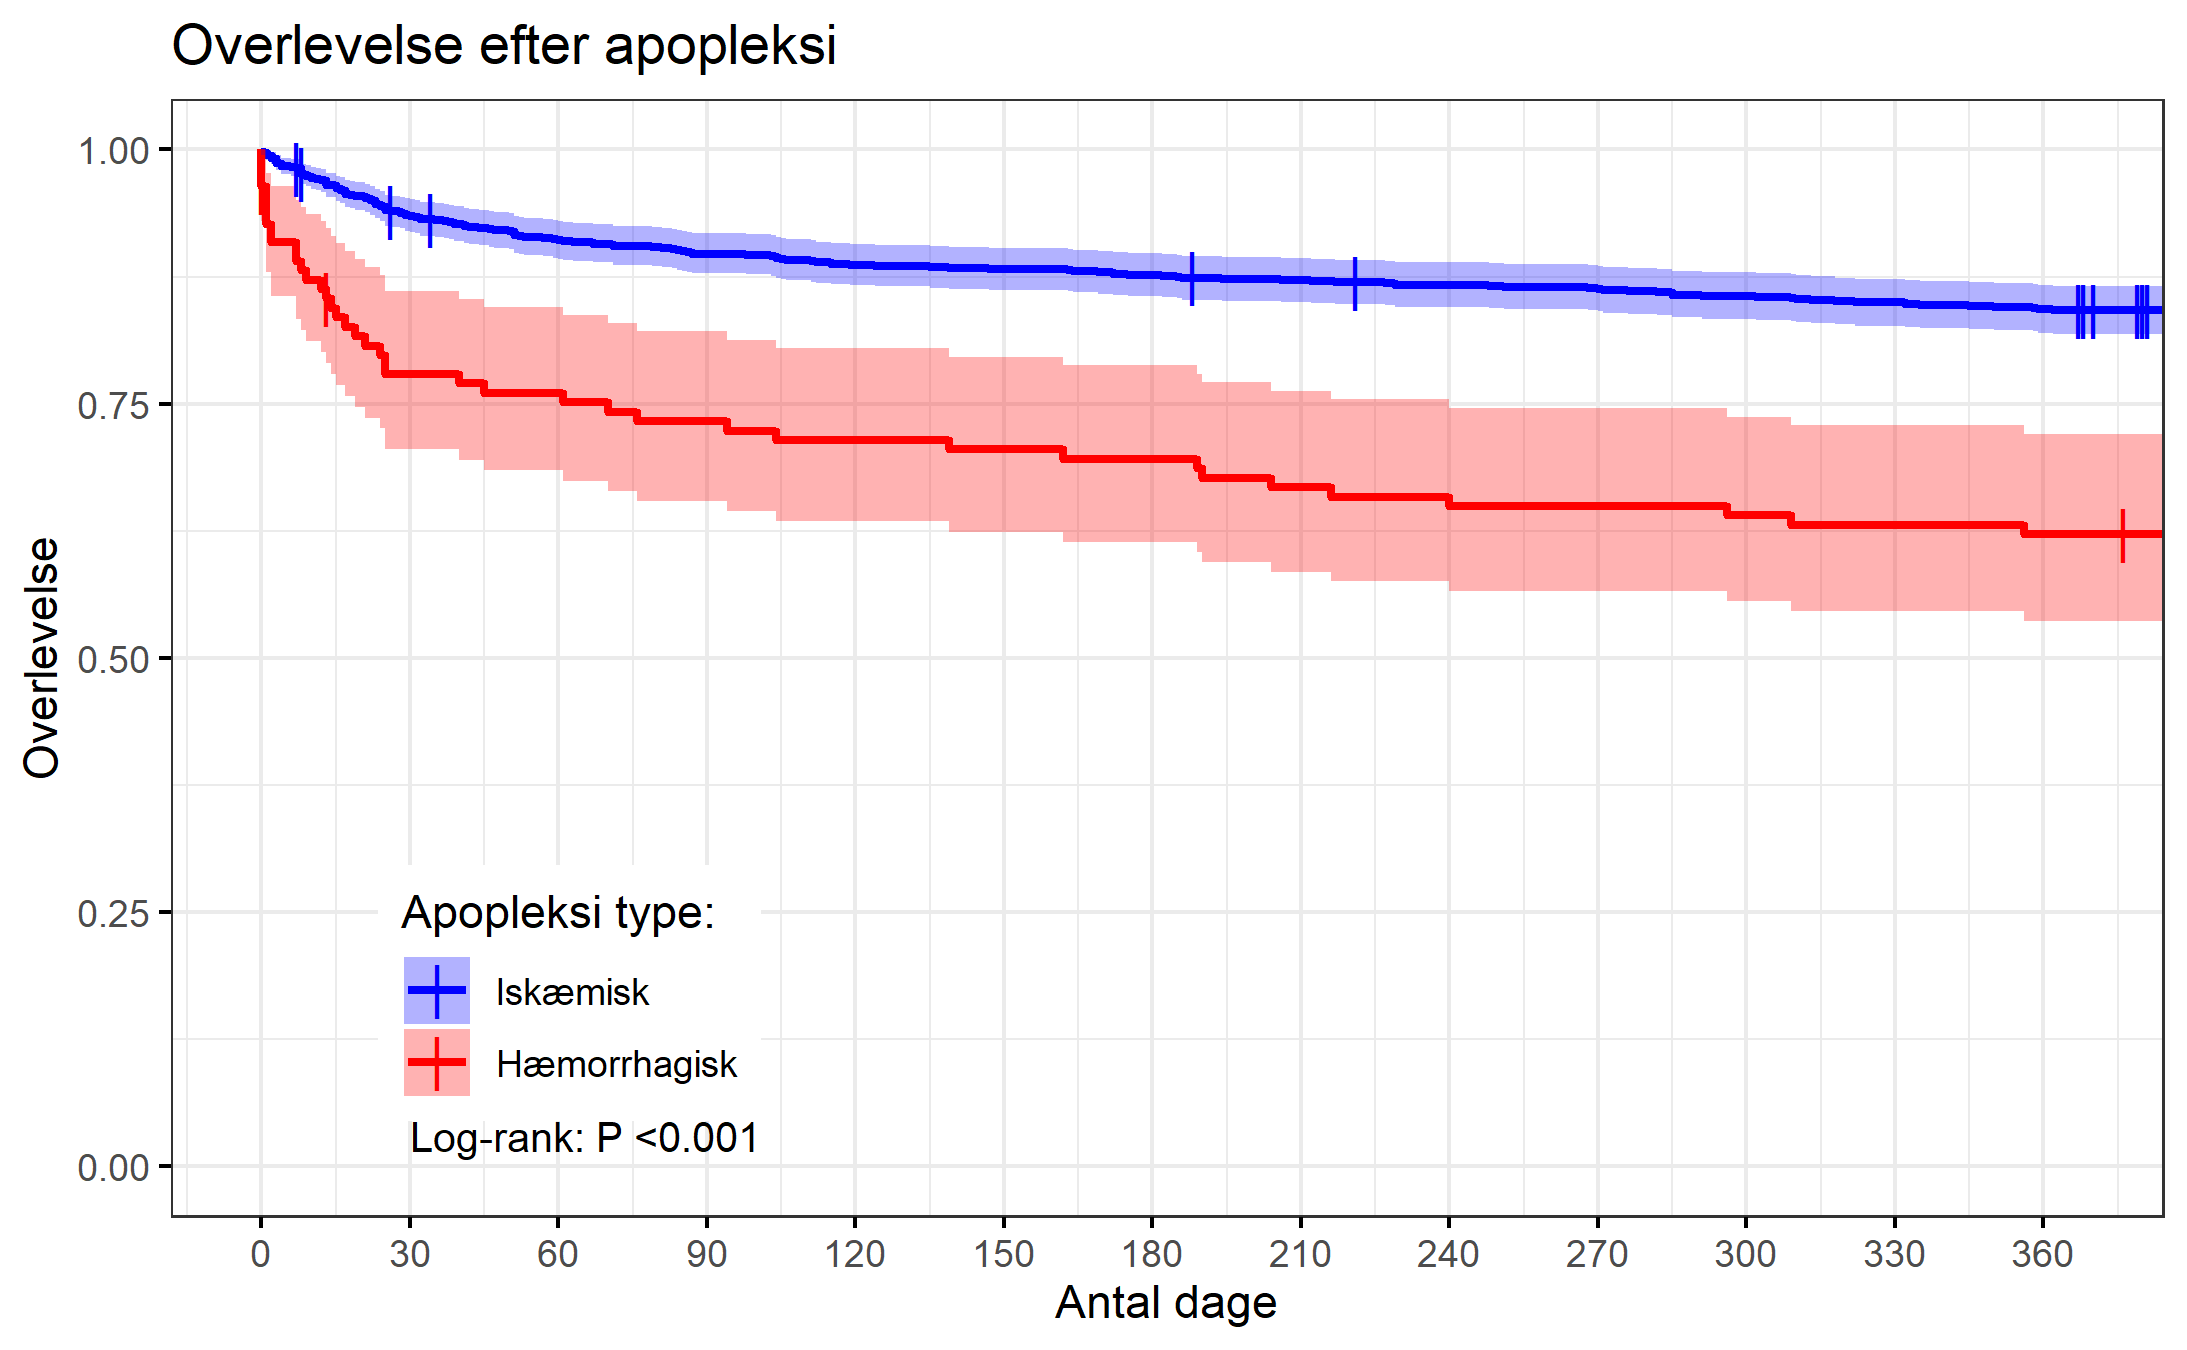 Overlevelse efter apopleksi
Overlevelse
1.00
0.75
0.50
0.25
0.00
Apopleksi type:
Iskæmisk
Hæmorrhagisk
Log-rank: P <0.001
0 30 60 90 120 150 180 210 240 270 300 330 360
Antal dage